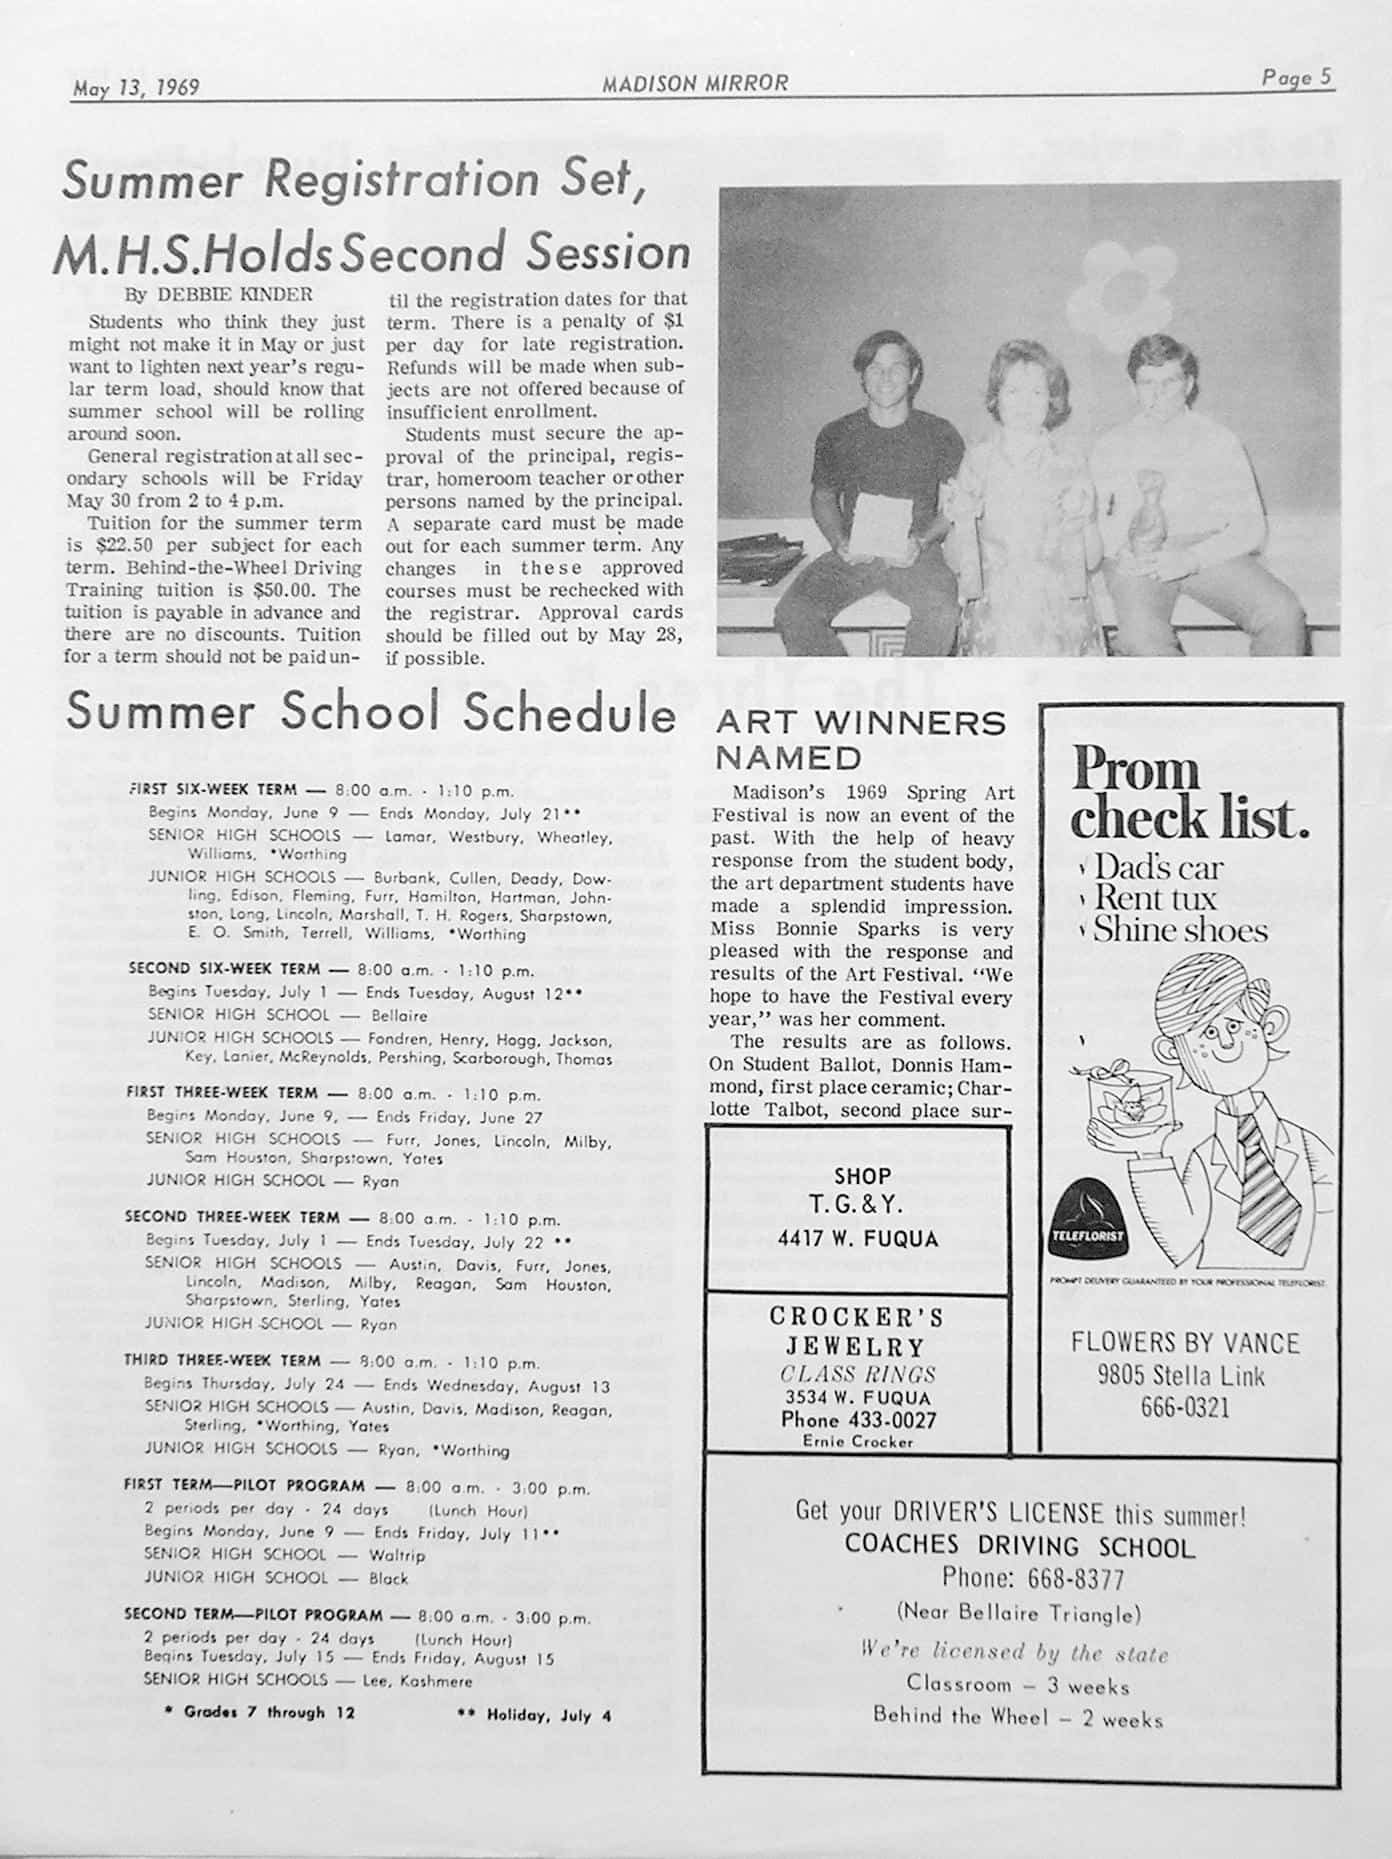 May 13, 1969
MADISON MIRROR
Page 5
Summer Registration Set,
M.H.S. Holds Second Session
By DEBBIE KINDER
Students who think they just
might not make it in May or just
want to lighten next year's regu-
lar term load, should know that
summer school will be rolling
around soon.
General registration at all sec-
ondary schools will be Friday
May 30 from 2 to 4 p.m.
Tuition for the summer term
is $22.50 per subject for each
term. Behind-the-Wheel Driving
Training tuition is $50.00. The
tuition is payable in advance and
there are no discounts. Tuition
for a term should not be paid un-
til the registration dates for that
term. There is a penalty of $1
per day for late registration.
Refunds will be made when sub-
jects are not offered because of
insufficient enrollment.
Students must secure the ap-
proval of the principal, regis-
trar, homeroom teacher or other
persons named by the principal.
A separate card must be made
out for each summer term. Any
changes in these approved
courses must be rechecked with
the registrar. Approval cards
should be filled out by May 28,
if possible.
Summer School Schedule
FIRST SIX-WEEK TERM — 8:00 a.m. - 1:10 p.m.
Begins Monday, June 9 — Ends Monday, July 21**
SENIOR HIGH SCHOOLS — Lamar, Westbury, Wheatley,
Williams, *Worthing
JUNIOR HIGH SCHOOLS — Burbank, Cullen, Deady, Dow-
ling, Edison, Fleming, Furr, Hamilton, Hartman, John-
ston, Long, Lincoln, Marshall, T. H. Rogers, Sharpstown,
E. O. Smith, Terrell, Williams, *Worthing
SECOND SIX-WEEK TERM — 8:00 a.m. - 1:10 p.m.
Begins Tuesday, July 1 — Ends Tuesday, August 12**
SENIOR HIGH SCHOOL — Bellaire
JUNIOR HIGH SCHOOLS — Fondren, Henry, Hogg, Jackson,
Key, Lanier, McReynolds, Pershing, Scarborough, Thomas
FIRST THREE-WEEK TERM — 8:00 a.m. - 1:10 p.m.
Begins Monday, June 9, — Ends Friday, June 27
SENIOR HIGH SCHOOLS — Furr, Jones, Lincoln, Milby,
Sam Houston, Sharpstown, Yates
JUNIOR HIGH SCHOOL — Ryan
SECOND THREE-WEEK TERM — 8:00 a.m. - 1:10 p.m.
Begins Tuesday, July 1 — Ends Tuesday, July 22 **
SENIOR HIGH SCHOOLS — Austin, Davis, Furr, Jones,
Lincoln, Madison, Milby, Reagan, Sam Houston,
Sharpstown, Sterling, Yates
JUNIOR HIGH SCHOOL — Ryan
THIRD THREE-WEEK TERM — 8:00 a.m. - 1:10 p.m.
Begins Thursday, July 24 — Ends Wednesday, August 13
SENIOR HIGH SCHOOLS — Austin, Davis, Madison, Reagan,
Sterling, *Worthing, Yates
JUNIOR HIGH SCHOOLS — Ryan, *Worthing
FIRST TERM—PILOT PROGRAM — 8:00 a.m. - 3:00 p.m.
2 periods per day - 24 days (Lunch Hour)
Begins Monday, June 9 — Ends Friday, July 11**
SENIOR HIGH SCHOOL — Waltrip
JUNIOR HIGH SCHOOL — Black
SECOND TERM—PILOT PROGRAM — 8:00 a.m. - 3:00 p.m.
2 periods per day - 24 days (Lunch Hour)
Begins Tuesday, July 15 — Ends Friday, August 15
SENIOR HIGH SCHOOLS — Lee, Kashmere
* Grades 7 through 12 ** Holiday, July 4
ART WINNERS
NAMED
Madison's 1969 Spring Art
Festival is now an event of the
past. With the help of heavy
response from the student body,
the art department students have
made a splendid impression.
Miss Bonnie Sparks is very
pleased with the response and
results of the Art Festival. "We
hope to have the Festival every
year," was her comment.
The results are as follows.
On Student Ballot, Donnis Ham-
mond, first place ceramic; Char-
lotte Talbot, second place sur-
SHOP
T.G.&Y.
4417 W. FUQUA
CROCKER'S
JEWELRY
CLASS RINGS
3534 W. FUQUA
Phone 433-0027
Ernie Crocker
Prom
check list.
✓ Dad's car
✓ Rent tux
✓ Shine shoes
✓
TELEFLORIST
PROMPT DELIVERY GUARANTEED BY YOUR PROFESSIONAL TELEFLORIST.
FLOWERS BY VANCE
9805 Stella Link
666-0321
Get your DRIVER'S LICENSE this summer!
COACHES DRIVING SCHOOL
Phone: 668-8377
(Near Bellaire Triangle)
We're licensed by the state
Classroom – 3 weeks
Behind the Wheel – 2 weeks